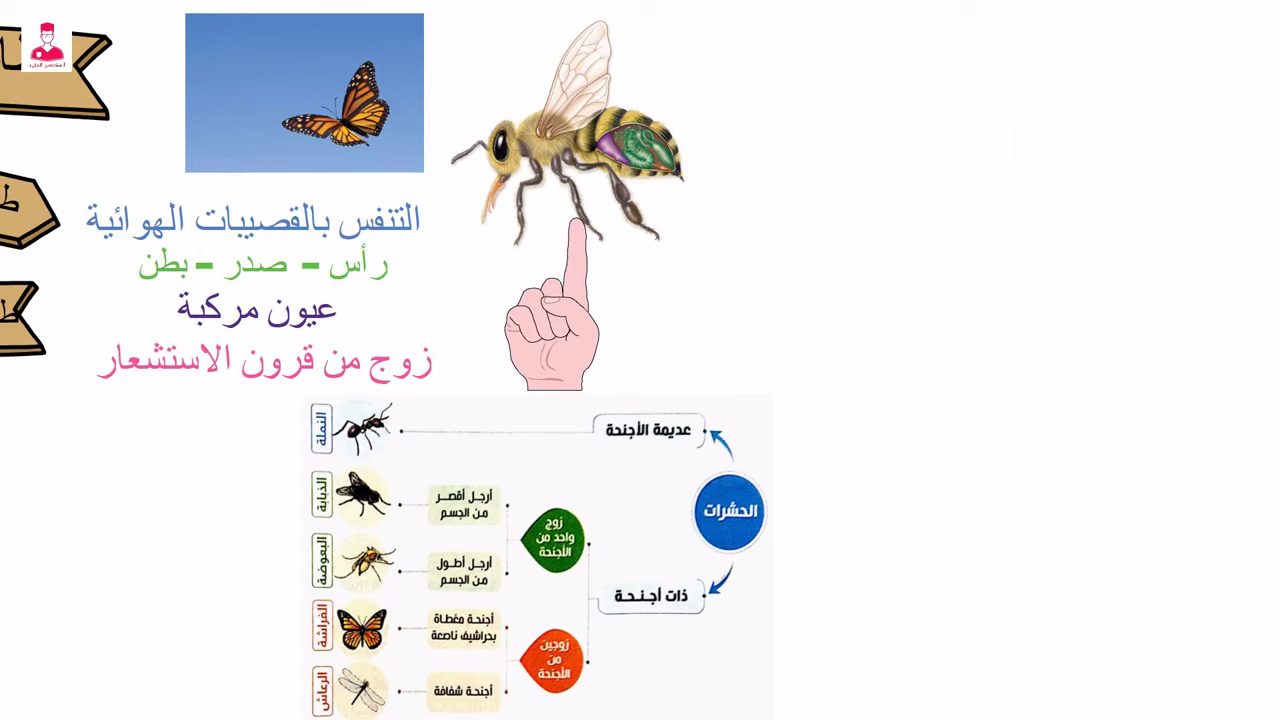 التنفس بالقصيبات الهوائية
رأس – صدر – بطن
عيون مركبة
زوج من قرون الاستشعار
الحشرات
عديمة الأجنحة
النملة
ذات أجنحة
زوج
واحد من
الأجنحة
أرجل أقصر
من الجسم
الذبابة
أرجل أطول
من الجسم
البعوضة
زوجين
من
الأجنحة
أجنحة مغطاة
بحراشيف ناصعة
الفراشة
أجنحة شفافة
الرعاش